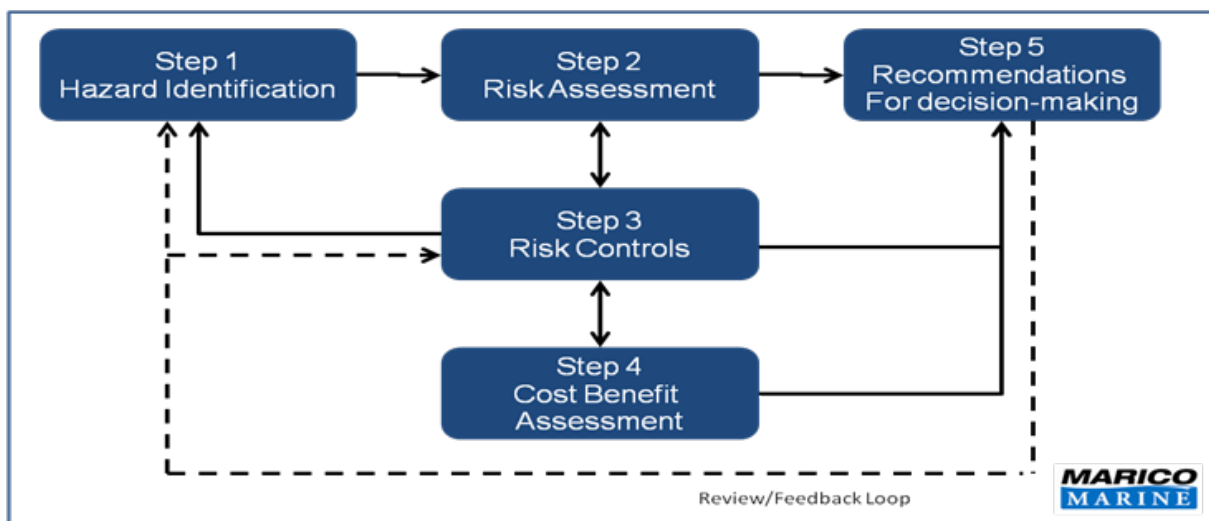 Step 1
Hazard Identification
Step 2
Risk Assessment
Step 5
Recommendations
For decision-making
Step 3
Risk Controls
Step 4
Cost Benefit
Assessment
Review/Feedback Loop
MARICO
MARINE